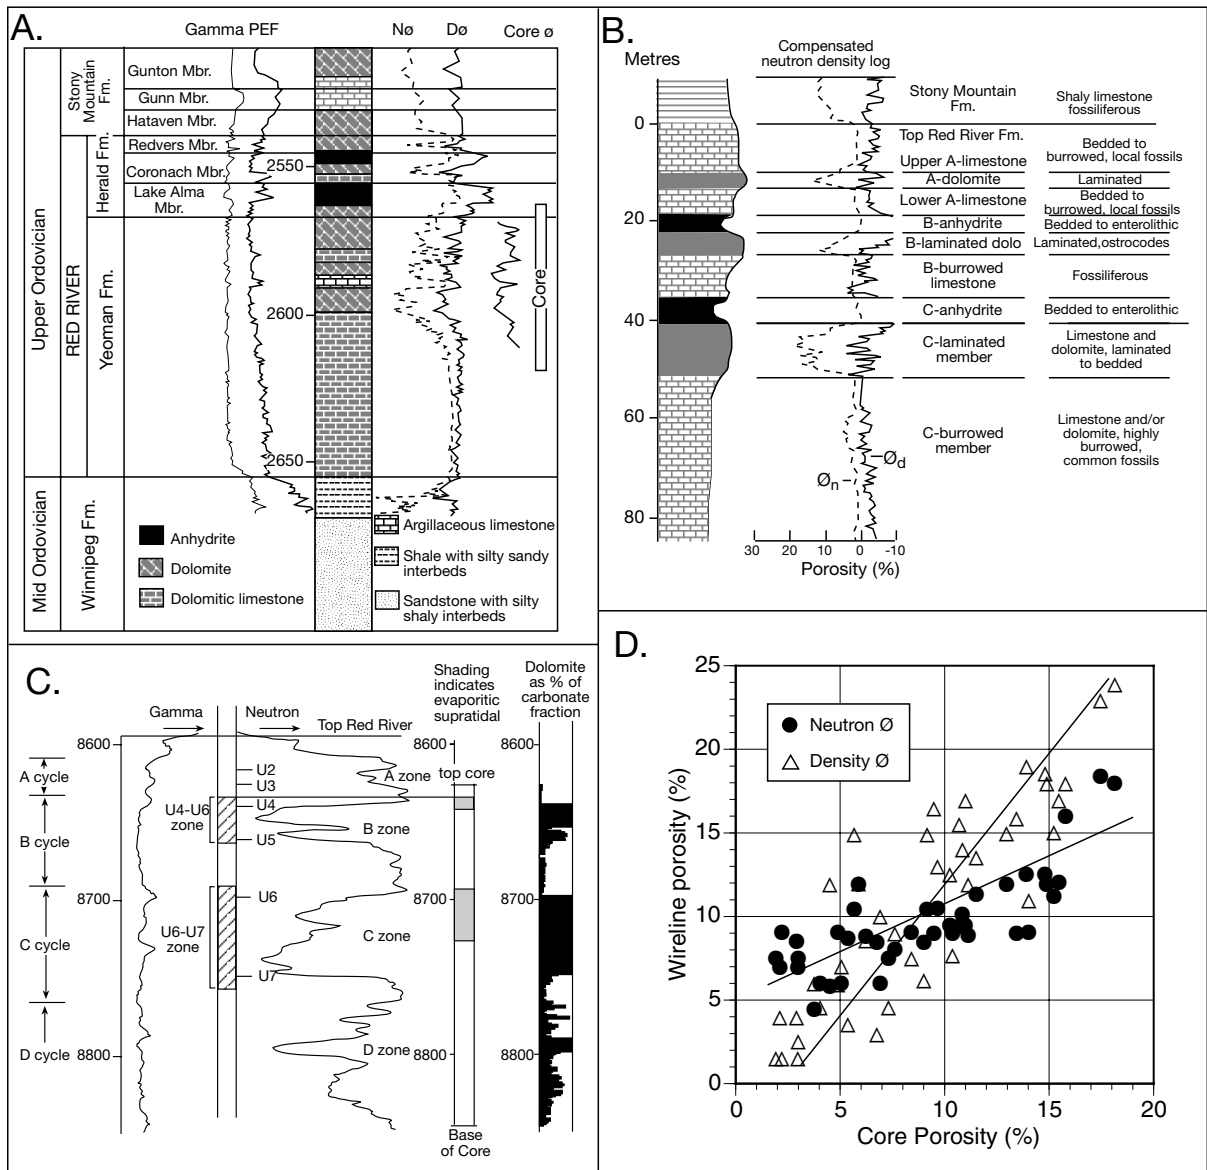 A.
Gamma PEF
Nø
Dø
Core ø
Upper Ordovician
Mid Ordovician
RED RIVER
Stony
Mountain
Fm.
Herald Fm.
Yeoman Fm.
Winnipeg Fm.
Gunton Mbr.
Gunn Mbr.
Hataven Mbr.
Redvers Mbr.
Coronach Mbr.
Lake Alma
Mbr.
2550
2600
2650
Core
Anhydrite
Dolomite
Dolomitic limestone
Argillaceous limestone
Shale with silty sandy
interbeds
Sandstone with silty
shaly interbeds
B.
Metres
Compensated
neutron density log
0
20
40
60
80
Stony Mountain
Fm.
Top Red River Fm.
Upper A-limestone
A-dolomite
Lower A-limestone
B-anhydrite
B-laminated dolo
B-burrowed
limestone
C-anhydrite
C-laminated
member
C-burrowed
member
Shaly limestone
fossiliferous
Bedded to
burrowed, local fossils
Laminated
Bedded to
burrowed, local fossils
Bedded to enterolithic
Laminated,ostrocodes
Fossiliferous
Bedded to enterolithic
Limestone and
dolomite, laminated
to bedded
Limestone and/or
dolomite, highly
burrowed,
common fossils
Ød
Øn
30 20 10 0 -10
Porosity (%)
C.
Gamma
Neutron
Top Red River
Shading
indicates
evaporitic
supratidal
Dolomite
as % of
carbonate
fraction
8600
8700
8800
A cycle
B cycle
C cycle
D cycle
U4-U6
zone
U6-U7
zone
U2
U3
U4
U5
U6
U7
A zone
B zone
C zone
D zone
8600
top core
8700
8800
Base
of Core
8600
8700
8800
D.
Wireline porosity (%)
25
20
15
10
5
0
Neutron Ø
Density Ø
0 5 10 15 20
Core Porosity (%)